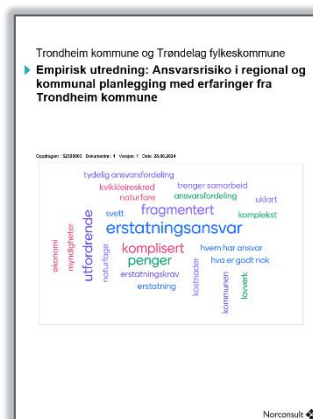 Trondheim kommune og Trøndelag fylkeskommune
Empirisk utredning: Ansvarsrisiko i regional og
kommunal planlegging med erfaringer fra
Trondheim kommune
Oppdragsnr.: 52303903 Dokumentnr.: 1 Versjon: 1 Dato: 28.06.2024
tydelig ansvarsfordeling
kvikkleireskred
trenger samarbeid
naturfare
ansvarsfordeling
uklart
svett
fragmentert
komplekst
erstatningsansvar
økonomi
myndigheter
utfordrende
naturfage
komplisert
hvem har ansvar
penger
hva er godt nok
erstatningskrav
erstatning
kostnader
kommunen
lovverk
Norconsult